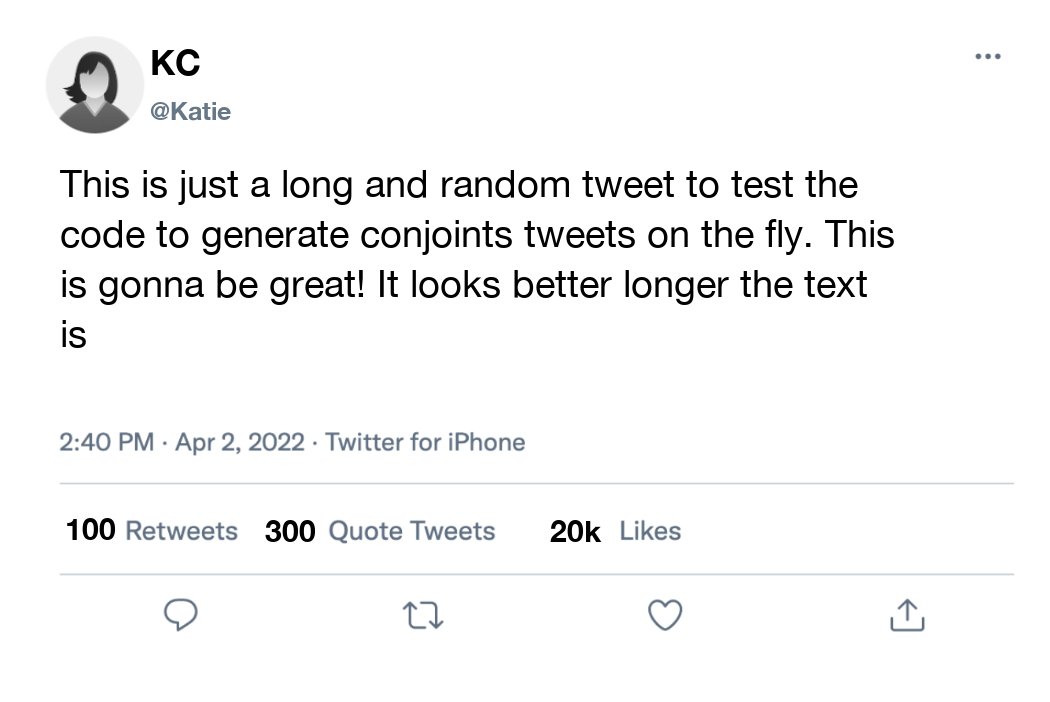 KC
@Katie
This is just a long and random tweet to test the
code to generate conjoints tweets on the fly. This
is gonna be great! It looks better longer the text
is
2:40 PM · Apr 2, 2022 · Twitter for iPhone
100 Retweets 300 Quote Tweets 20k Likes